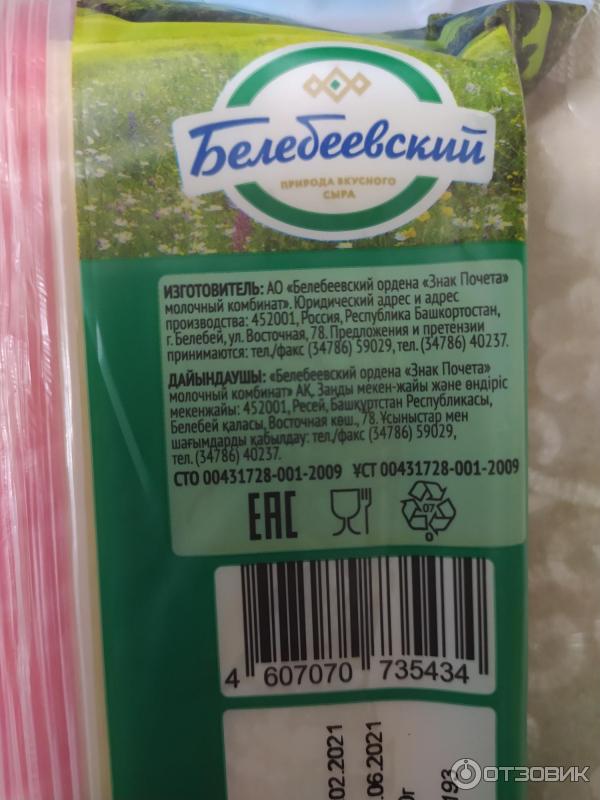 Белебеевский
ПРИРОДА ВКУСНОГО
СЫРА
ИЗГОТОВИТЕЛЬ: АО «Белебеевский ордена «Знак Почета»
молочный комбинат». Юридический адрес и адрес
производства: 452001, Россия, Республика Башкортостан,
г. Белебей, ул. Восточная, 78. Предложения и претензии
принимаются: тел./факс (34786) 59029, тел. (34786) 40237.
ДАЙЫНДАУШЫ: «Белебеевский ордена «Знак Почета»
молочный комбинат» АҚ, Заңды мекен-жайы және өндіріс
мекенжайы: 452001, Ресей, Башқұртстан Республикасы,
Белебей қаласы, Восточная көш., 78. Ұсыныстар мен
шағымдарды қабылдау: тел./факс (34786) 59029,
тел. (34786) 40237.
СТО 00431728-001-2009 ҰСТ 00431728-001-2009
EAC
07
0
4 607070 735434
02.2021
.06.2021
0г
193
ОТЗОВИК